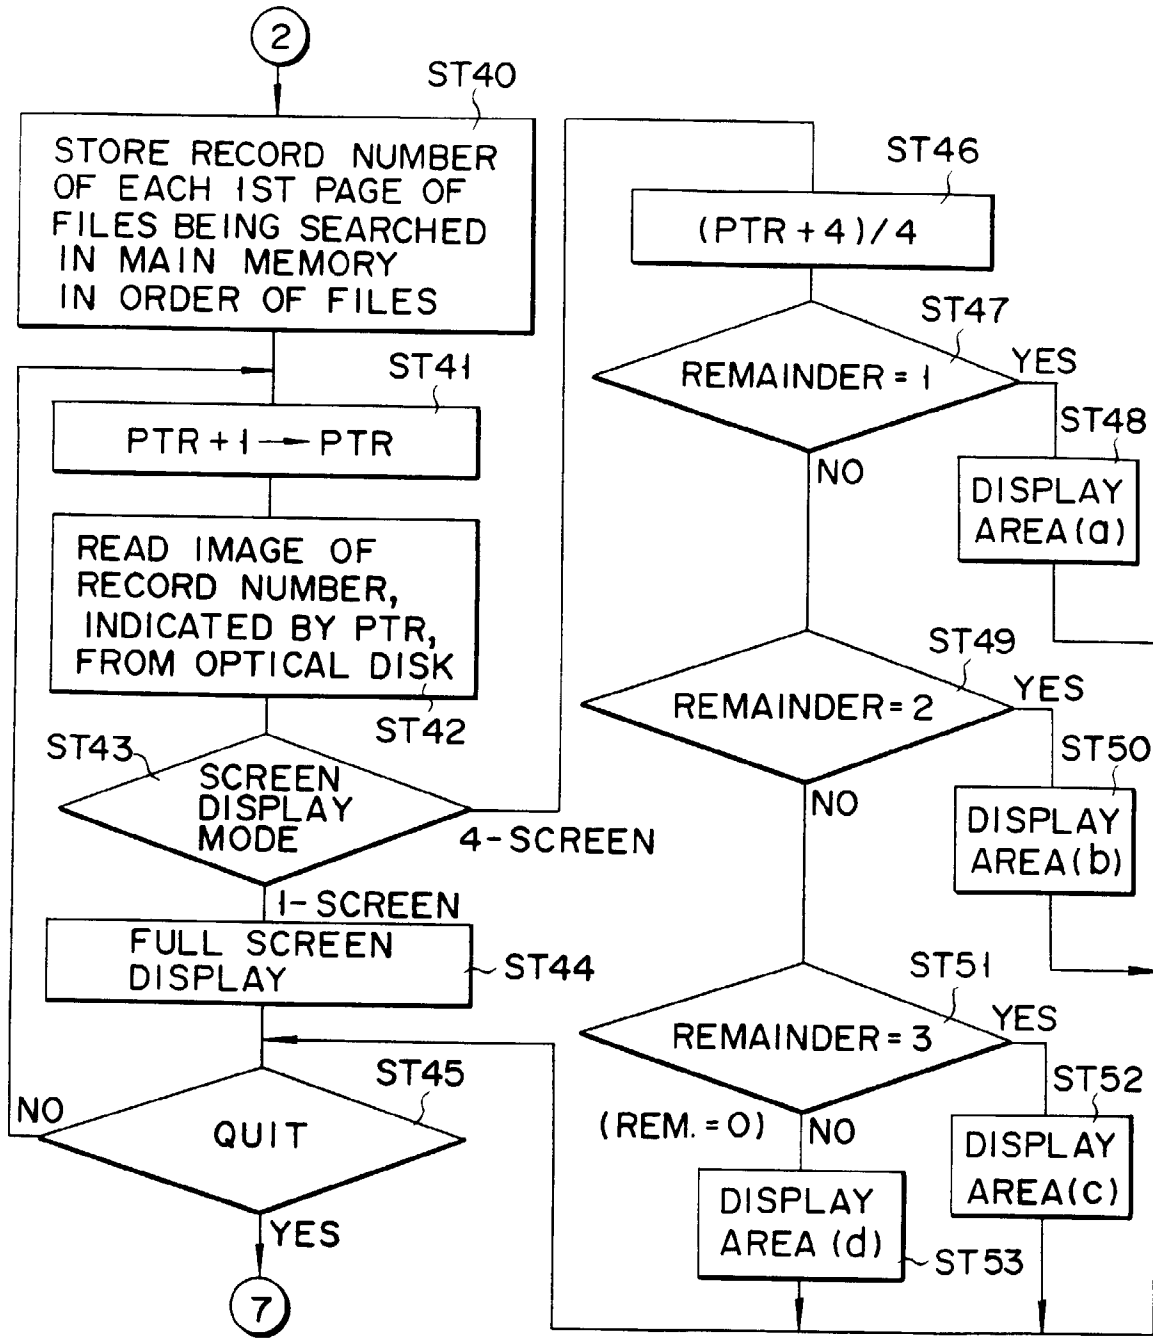 2
ST40
STORE RECORD NUMBER
OF EACH 1ST PAGE OF
FILES BEING SEARCHED
IN MAIN MEMORY
IN ORDER OF FILES
ST41
PTR + 1 → PTR
READ IMAGE OF
RECORD NUMBER,
INDICATED BY PTR,
FROM OPTICAL DISK
ST42
ST43
SCREEN
DISPLAY
MODE
4-SCREEN
1-SCREEN
FULL SCREEN
DISPLAY
ST44
ST45
NO
QUIT
YES
7
ST46
(PTR + 4)/4
ST47
REMAINDER = 1
YES
NO
ST48
DISPLAY
AREA(a)
ST49
REMAINDER = 2
YES
NO
ST50
DISPLAY
AREA(b)
ST51
REMAINDER = 3
YES
(REM. = 0)
NO
ST52
DISPLAY
AREA(c)
DISPLAY
AREA (d)
ST53